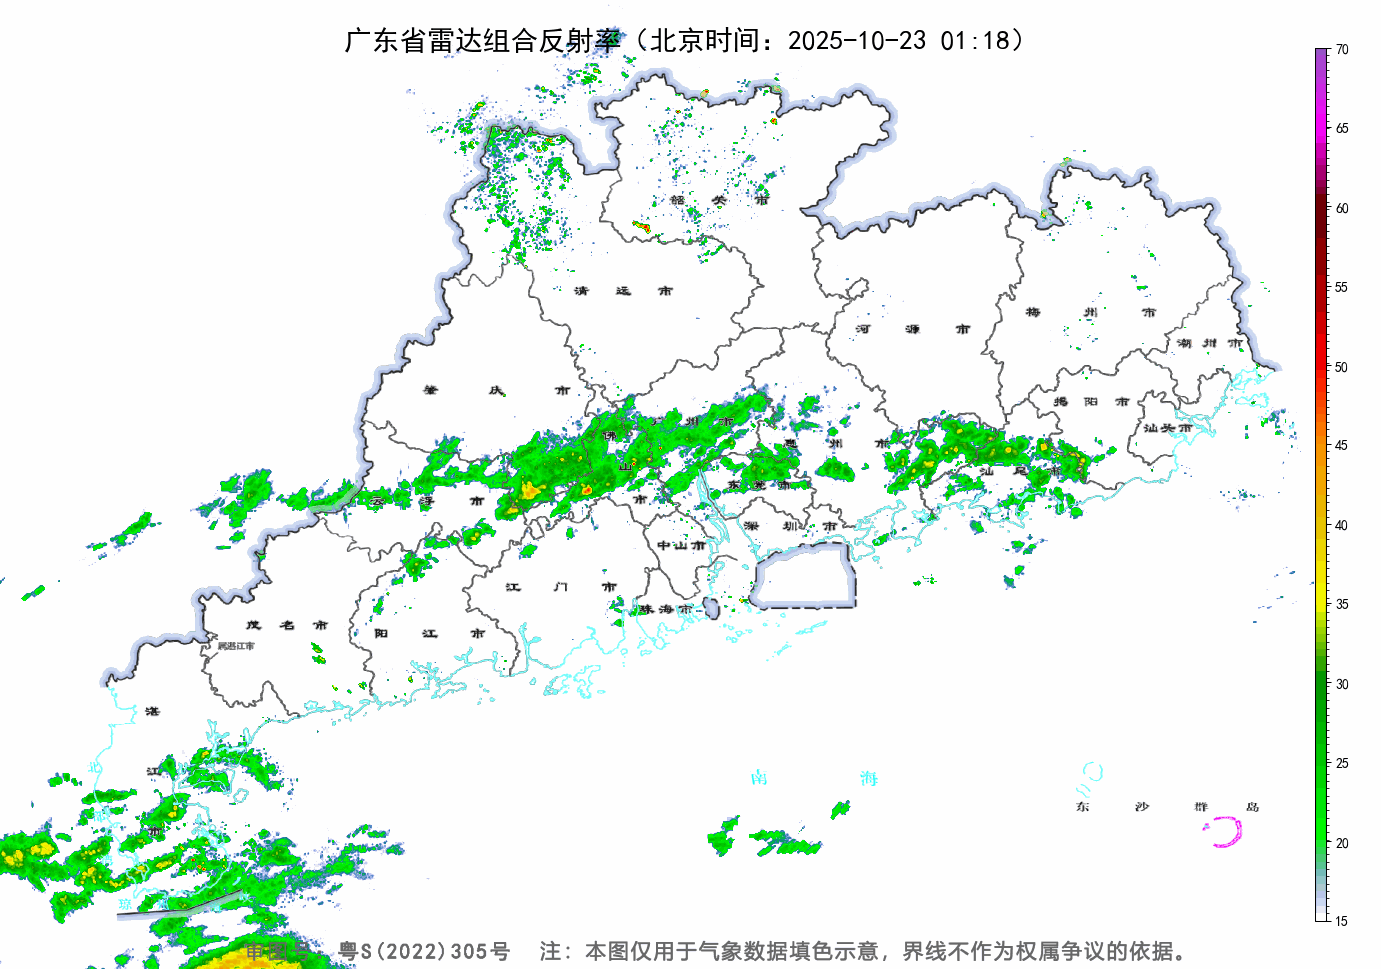 广东省雷达组合反射率（北京时间：2025-10-23 01:18）
70
65
60
55
50
45
40
35
30
25
20
15
韶关市
清远市
河源市
梅州市
潮州市
肇庆市
揭阳市
汕头市
广州市
佛山市
惠州市
汕尾市
东莞市
云浮市
深圳市
中山市
江门市
珠海市
茂名市
阳江市
属湛江市
湛江市
北
琼
南海
东沙群岛
审图号：粤S(2022)305号 注：本图仅用于气象数据填色示意，界线不作为权属争议的依据。